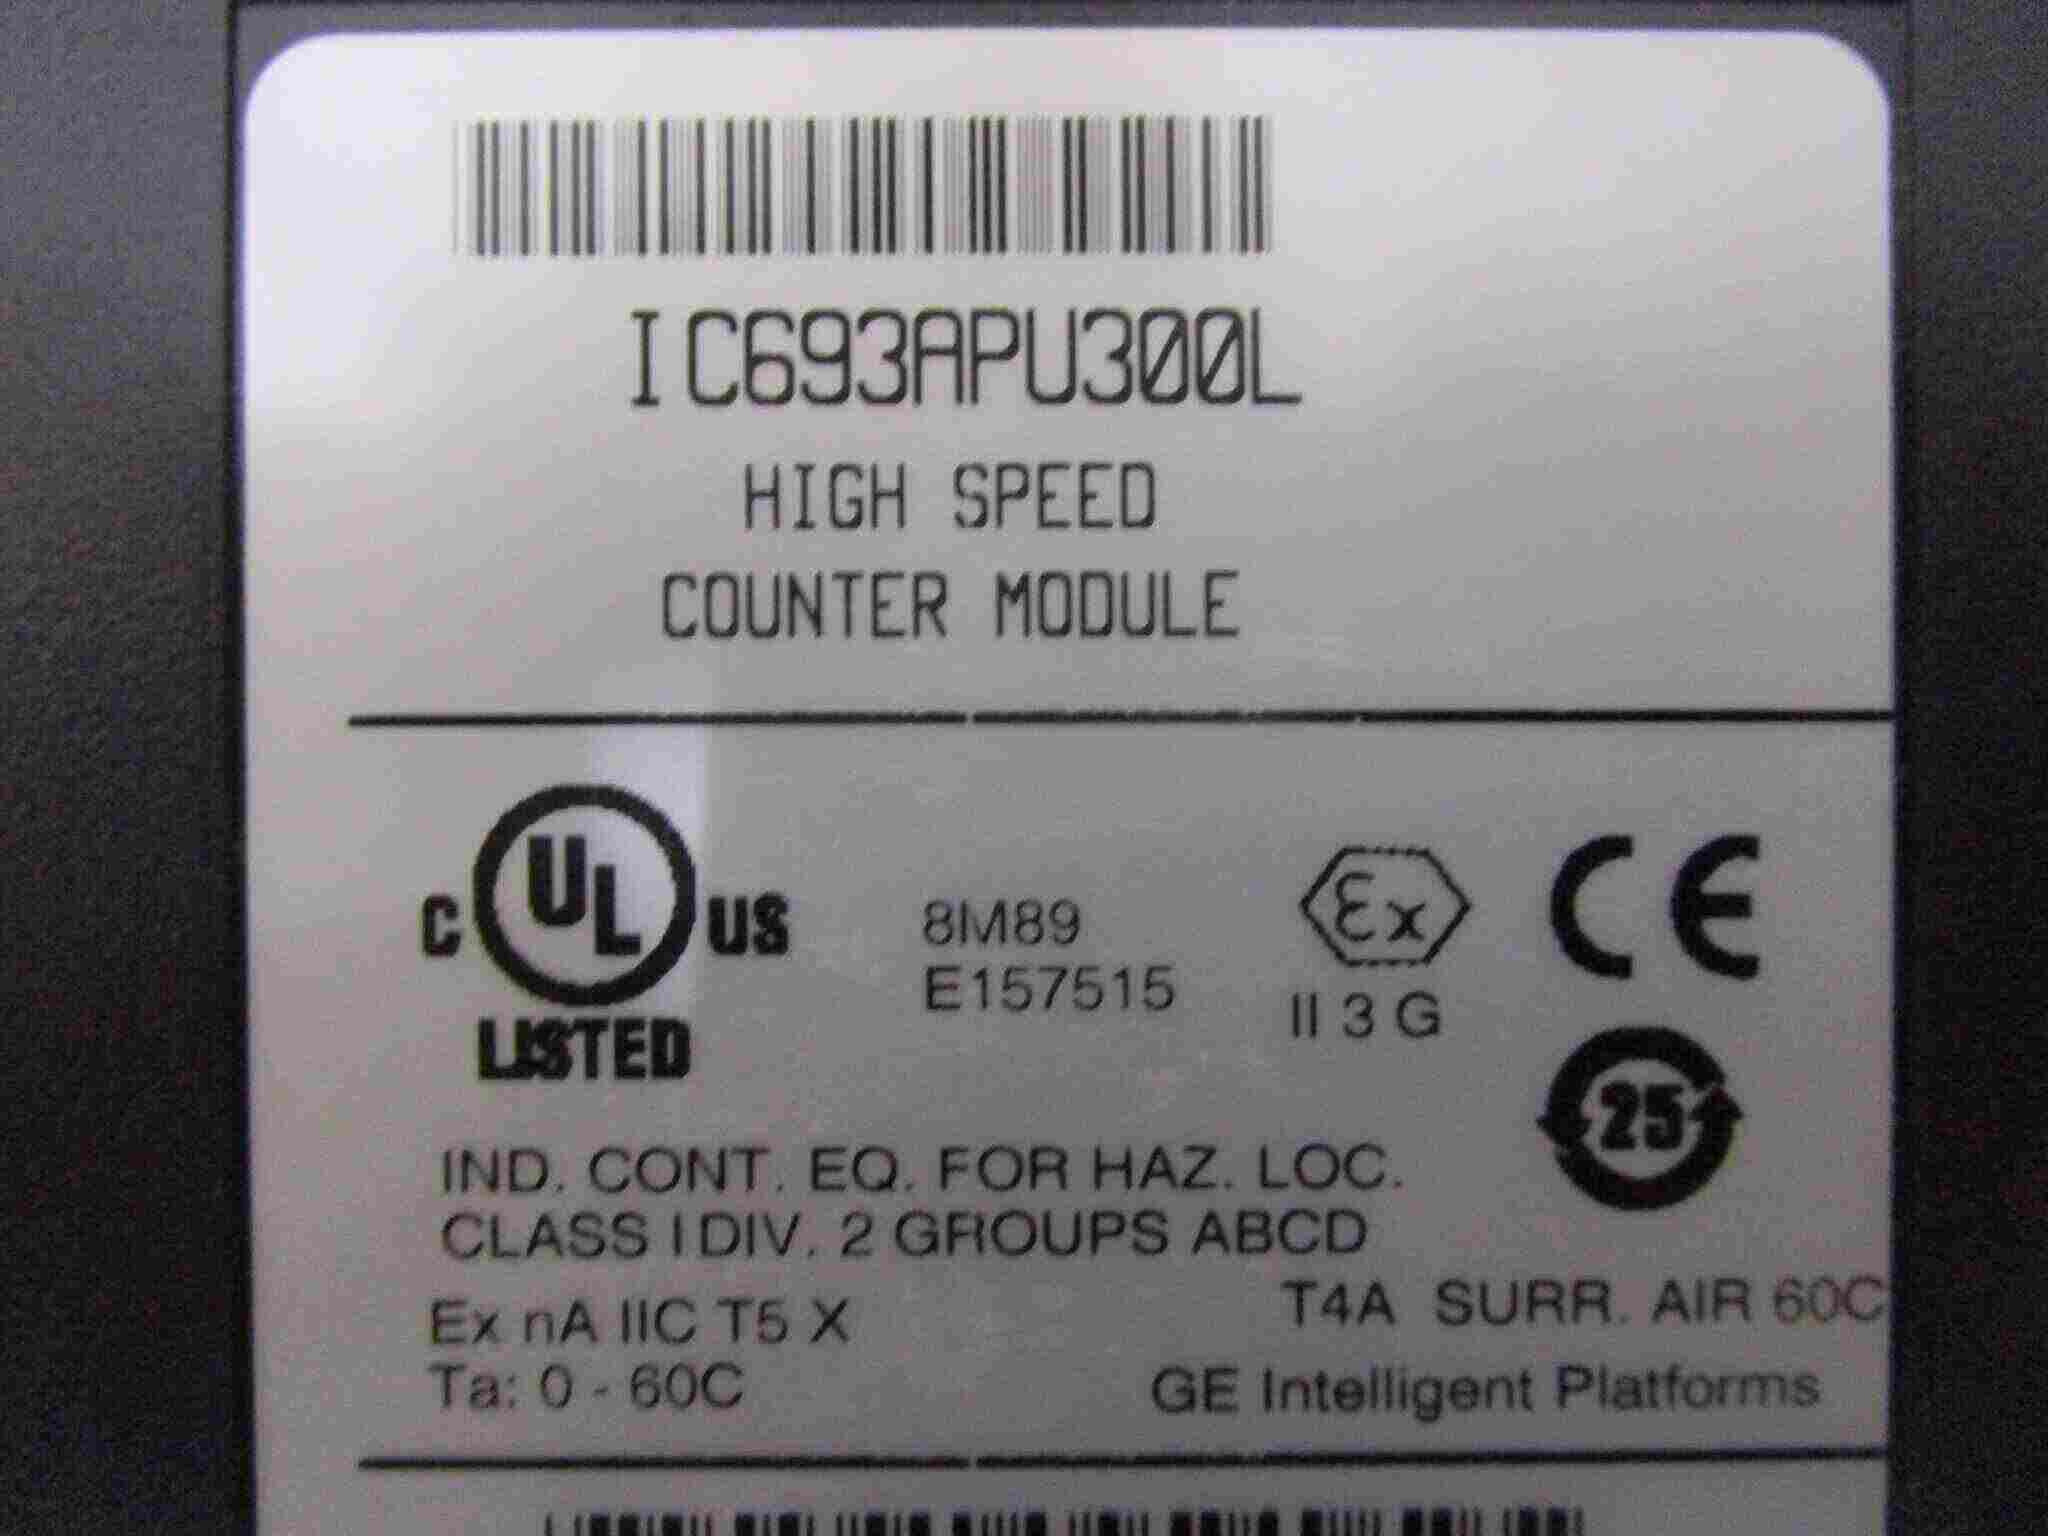 IC693APU300L
HIGH SPEED
COUNTER MODULE
C UL US
LISTED
8M89
E157515
Ex
II 3 G
CE
25
IND. CONT. EQ. FOR HAZ. LOC.
CLASS I DIV. 2 GROUPS ABCD
T4A SURR. AIR 60C
Ex nA IIC T5 X
Ta: 0 - 60C
GE Intelligent Platforms